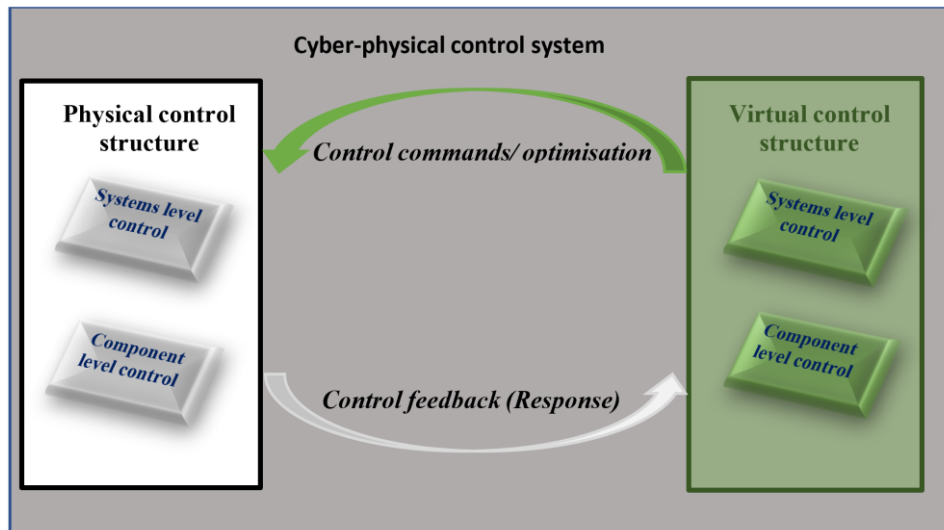 Cyber-physical control system
Physical control
structure
Systems level
control
Component
level control
Control commands/ optimisation
Control feedback (Response)
Virtual control
structure
Systems level
control
Component
level control